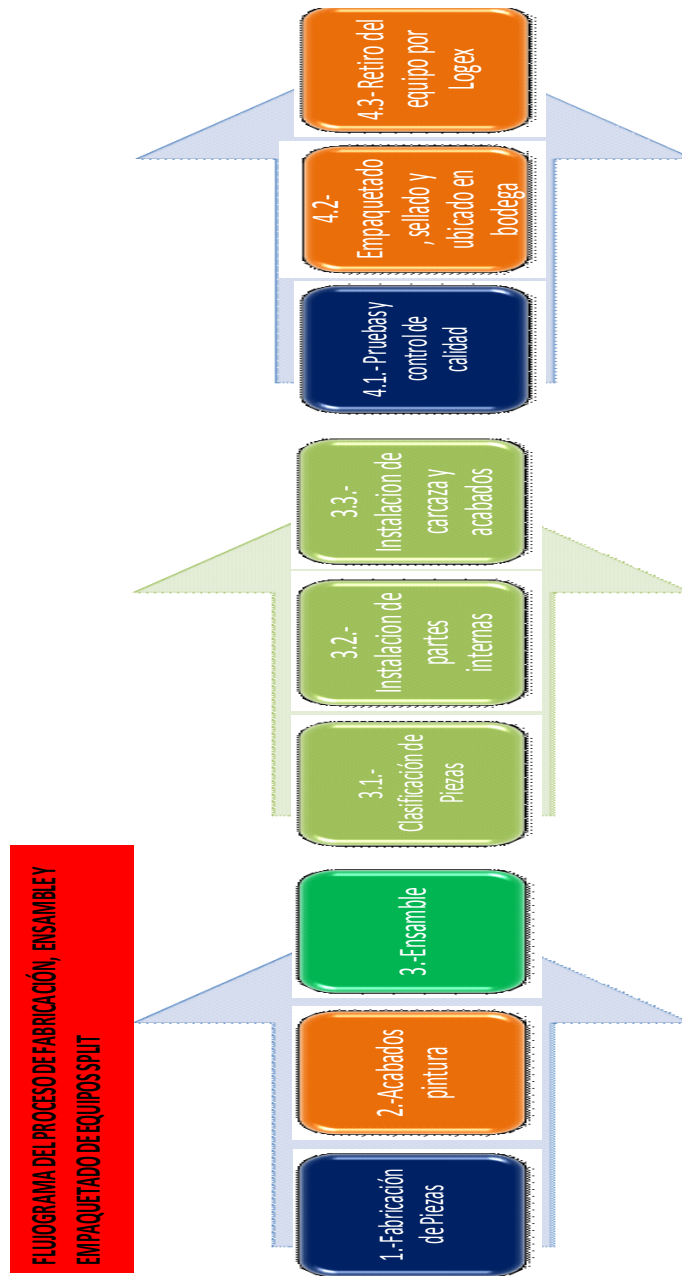 FLUJOGRAMA DEL PROCESO DE FABRICACIÓN, ENSAMBLE Y
EMPAQUETADO DE EQUIPOS SPLIT
1.-Fabricación
de Piezas
2.-Acabados
pintura
3.-Ensamble
3.1.-
Clasificación de
Piezas
3.2.-
Instalacion de
partes
internas
3.3.-
Instalacion de
carcaza y
acabados
4.1.-Pruebas y
control de
calidad
4.2-
Empaquetado
, sellado y
ubicado en
bodega
4.3- Retiro del
equipo por
Logex